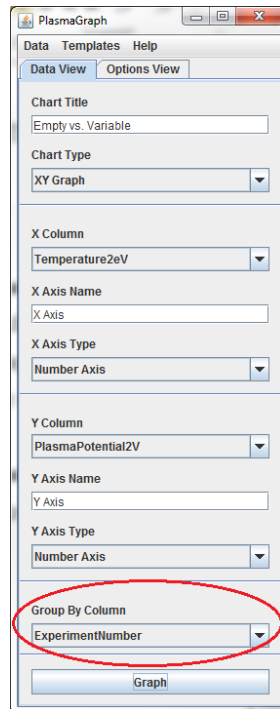 PlasmaGraph
Data Templates Help
Data View Options View
Chart Title
Empty vs. Variable
Chart Type
XY Graph
X Column
Temperature2eV
X Axis Name
X Axis
X Axis Type
Number Axis
Y Column
PlasmaPotential2V
Y Axis Name
Y Axis
Y Axis Type
Number Axis
Group By Column
ExperimentNumber
Graph